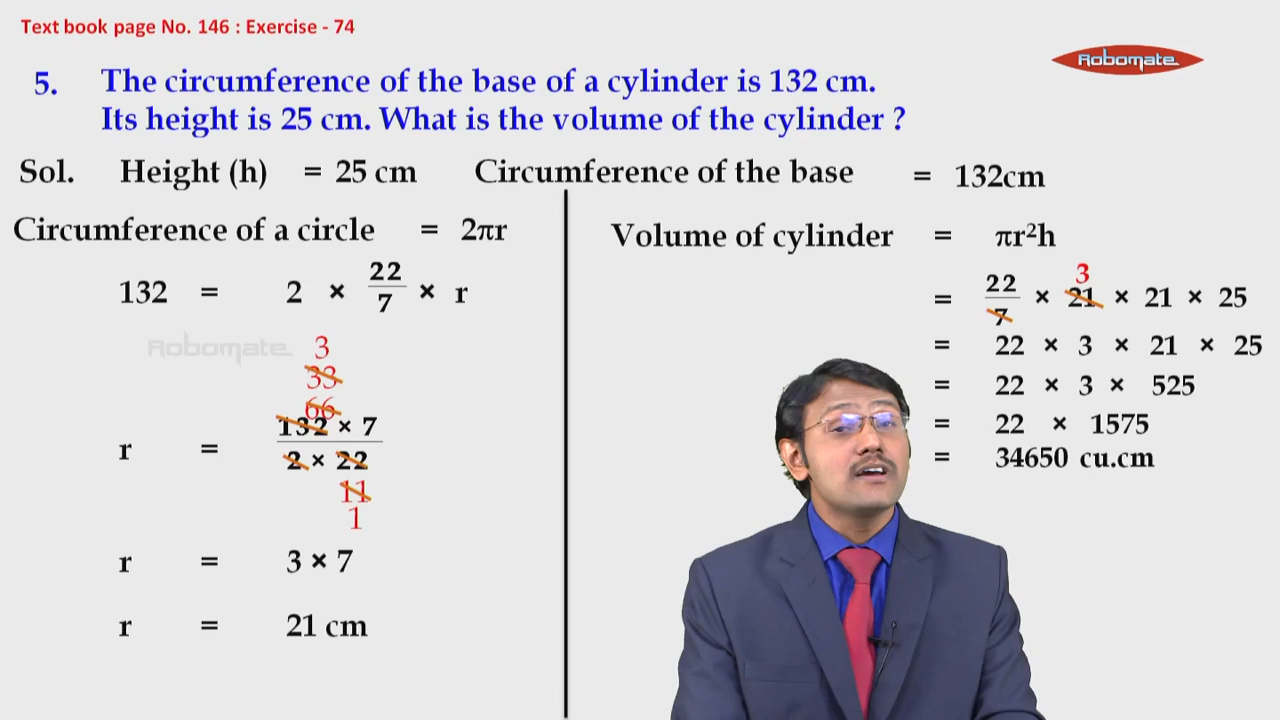 Text book page No. 146 : Exercise - 74
Robomate
5. The circumference of the base of a cylinder is 132 cm.
Its height is 25 cm. What is the volume of the cylinder ?
Sol. Height (h) = 25 cm Circumference of the base = 132cm
Circumference of a circle = 2πr
132 = 2 × 22/7 × r
Robomate
3
33
66
r = 132 × 7 / 2 × 22
11
1
r = 3 × 7
r = 21 cm
Volume of cylinder = πr²h
3
= 22/7 × 21 × 21 × 25
= 22 × 3 × 21 × 25
= 22 × 3 × 525
= 22 × 1575
= 34650 cu.cm